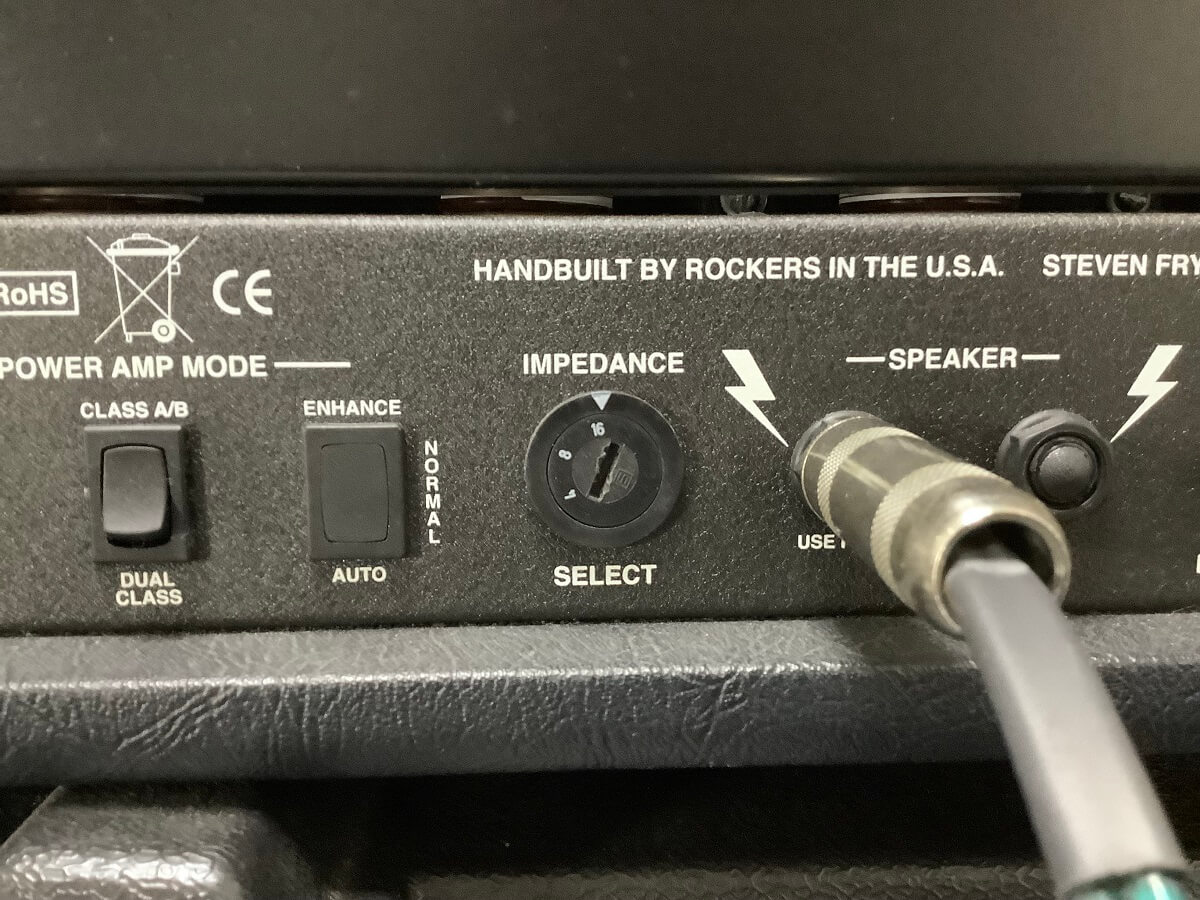 RoHS
CE
HANDBUILT BY ROCKERS IN THE U.S.A.
STEVEN FRY
POWER AMP MODE
IMPEDANCE
SPEAKER
CLASS A/B
ENHANCE
NORMAL
16
8
4
DUAL
CLASS
AUTO
SELECT
USE